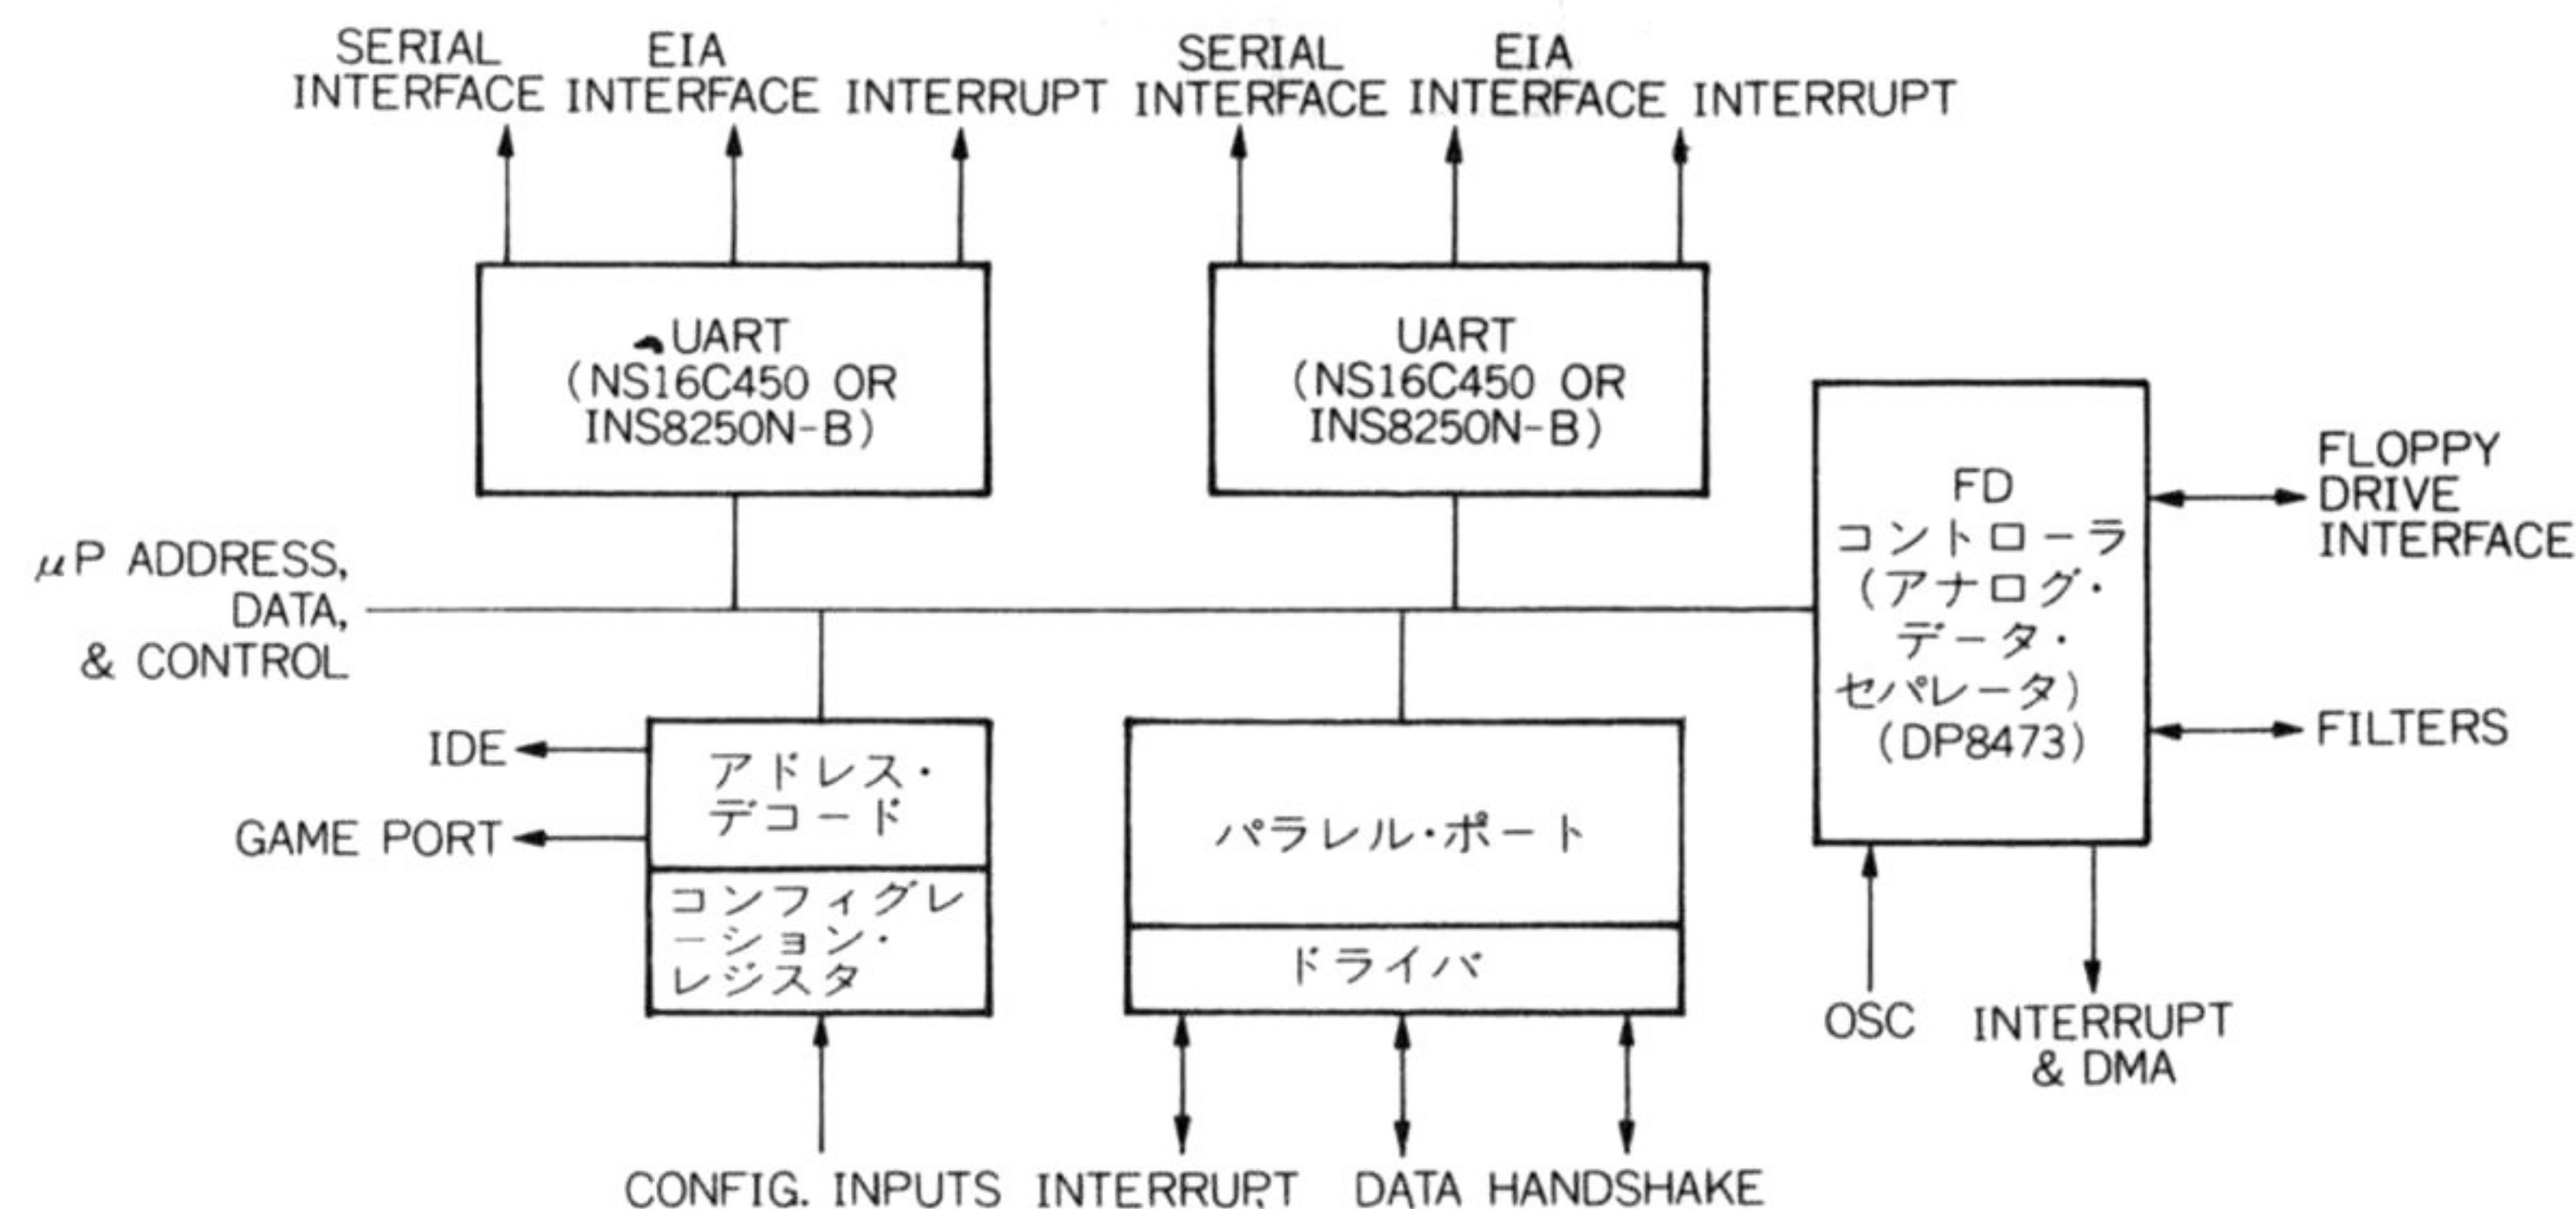 SERIAL
INTERFACE
EIA
INTERFACE
INTERRUPT
SERIAL
INTERFACE
EIA
INTERFACE
INTERRUPT
UART
(NS16C450 OR
INS8250N-B)
UART
(NS16C450 OR
INS8250N-B)
FD
コントローラ
(アナログ・
データ・
セパレータ)
(DP8473)
FLOPPY
DRIVE
INTERFACE
FILTERS
μP ADDRESS,
DATA,
& CONTROL
IDE
GAME PORT
アドレス・
デコード
コンフィグレ
ーション・
レジスタ
パラレル・ポート
ドライバ
OSC
INTERRUPT
& DMA
CONFIG. INPUTS
INTERRUPT
DATA
HANDSHAKE